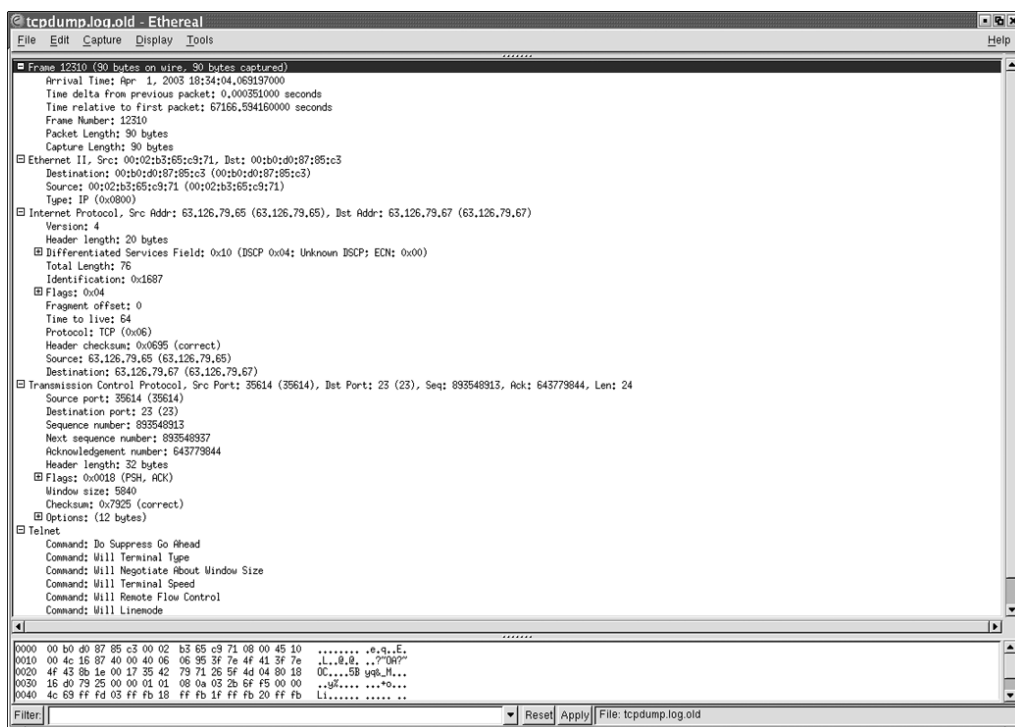 tcpdump.log.old - Ethereal
File Edit Capture Display Tools Help
Frame 12310 (90 bytes on wire, 90 bytes captured)
Arrival Time: Apr 1, 2003 18:34:04.069197000
Time delta from previous packet: 0.000351000 seconds
Time relative to first packet: 67166.594160000 seconds
Frame Number: 12310
Packet Length: 90 bytes
Capture Length: 90 bytes
Ethernet II, Src: 00:02:b3:65:c9:71, Dst: 00:b0:d0:87:85:c3
Destination: 00:b0:d0:87:85:c3 (00:b0:d0:87:85:c3)
Source: 00:02:b3:65:c9:71 (00:02:b3:65:c9:71)
Type: IP (0x0800)
Internet Protocol, Src Addr: 63.126.79.65 (63.126.79.65), Dst Addr: 63.126.79.67 (63.126.79.67)
Version: 4
Header length: 20 bytes
Differentiated Services Field: 0x10 (DSCP 0x04: Unknown DSCP; ECN: 0x00)
Total Length: 76
Identification: 0x1687
Flags: 0x04
Fragment offset: 0
Time to live: 64
Protocol: TCP (0x06)
Header checksum: 0x0695 (correct)
Source: 63.126.79.65 (63.126.79.65)
Destination: 63.126.79.67 (63.126.79.67)
Transmission Control Protocol, Src Port: 35614 (35614), Dst Port: 23 (23), Seq: 893548913, Ack: 643779844, Len: 24
Source port: 35614 (35614)
Destination port: 23 (23)
Sequence number: 893548913
Next sequence number: 893548937
Acknowledgement number: 643779844
Header length: 32 bytes
Flags: 0x0018 (PSH, ACK)
Window size: 5840
Checksum: 0x7925 (correct)
Options: (12 bytes)
Telnet
Command: Do Suppress Go Ahead
Command: Will Terminal Type
Command: Will Negotiate About Window Size
Command: Will Terminal Speed
Command: Will Remote Flow Control
Command: Will Linemode
0000 00 b0 d0 87 85 c3 00 02 b3 65 c9 71 08 00 45 10 ........ .e.q..E.
0010 00 4c 16 87 40 00 40 06 06 95 3f 7e 4f 41 3f 7e .L..@.@. ..?~OA?~
0020 4f 43 8b 1e 00 17 35 42 79 71 26 5f 4d 04 80 18 OC....5B yq&_M...
0030 16 d0 79 25 00 00 01 01 08 0a 03 2b 6f f5 00 00 ..y%.... ...+o...
0040 4c 69 ff fd 03 ff fb 18 ff fb 1f ff fb 20 ff fb Li...... ..... ..
Filter: Reset Apply File: tcpdump.log.old